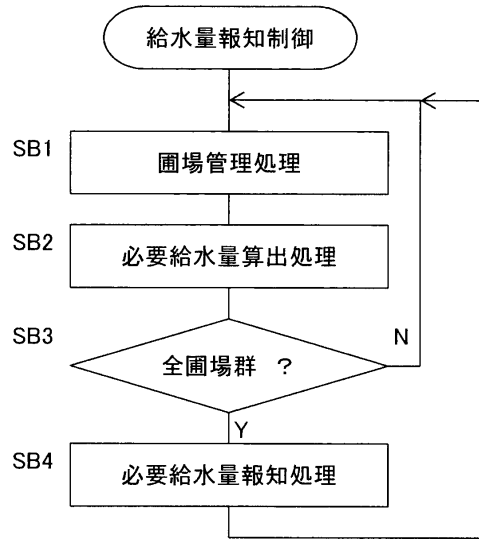 給水量報知制御
SB1
圃場管理処理
SB2
必要給水量算出処理
SB3
全圃場群 ?
N
Y
SB4
必要給水量報知処理